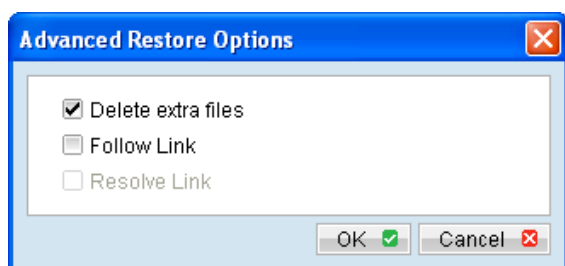 Advanced Restore Options
Delete extra files
Follow Link
Resolve Link
OK Cancel